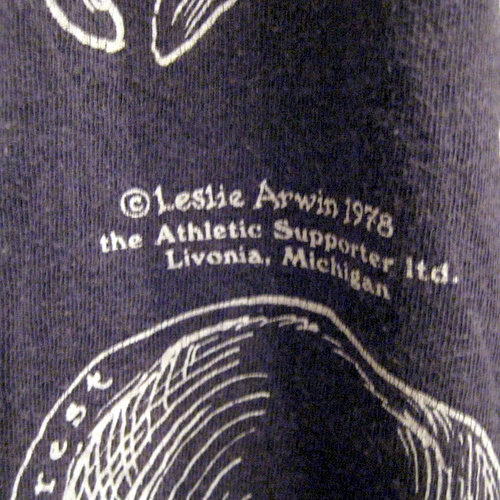 © Leslie Arwin 1978
the Athletic Supporter ltd.
Livonia, Michigan
rest